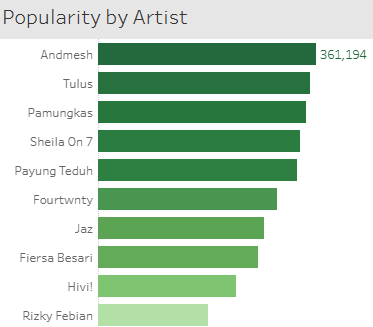 Popularity by Artist
Andmesh 361,194
Tulus
Pamungkas
Sheila On 7
Payung Teduh
Fourtwnty
Jaz
Fiersa Besari
Hivi!
Rizky Febian